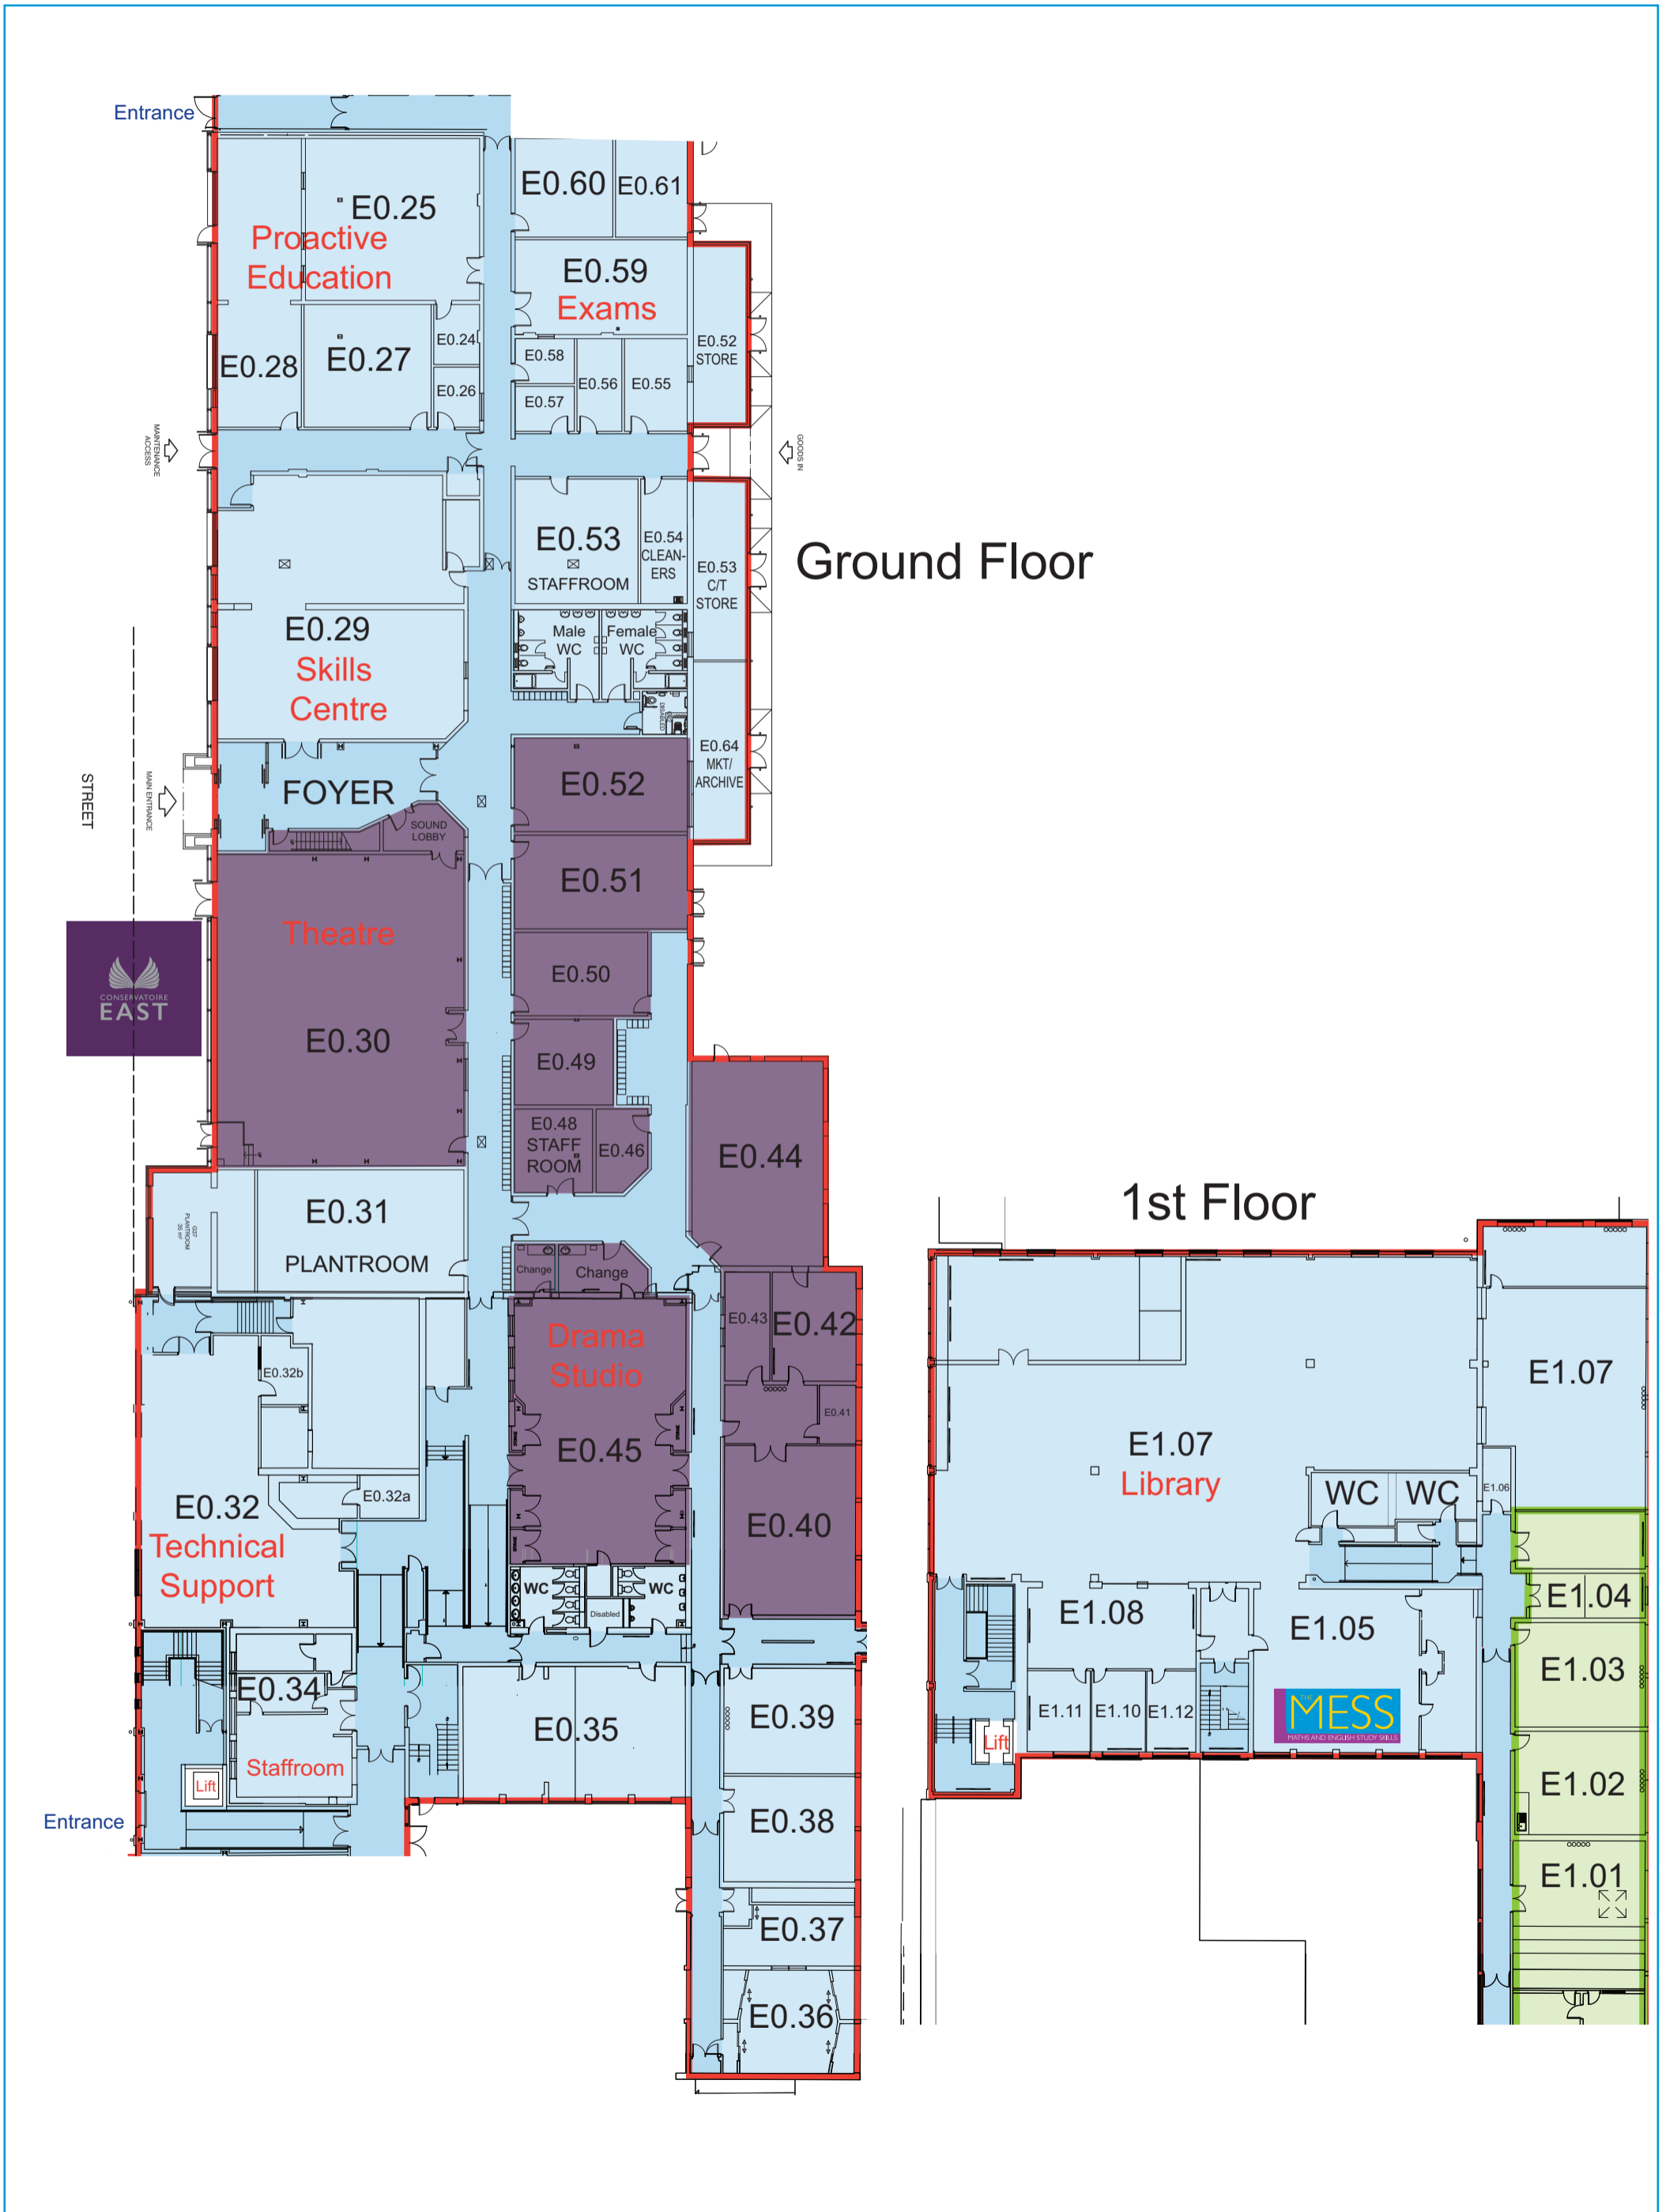 Entrance
E0.60
E0.61
E0.25
Proactive
Education
E0.59
Exams
E0.52
STORE
E0.24
E0.28
E0.27
E0.26
E0.58
E0.57
E0.56
E0.55
MAINTENANCE
ACCESS
GOODS IN
E0.53
STAFFROOM
E0.54
CLEAN-
ERS
E0.53
C/T
STORE
Ground Floor
E0.29
Skills
Centre
Male
WC
Female
WC
DISABLED
STREET
MAIN ENTRANCE
FOYER
SOUND
LOBBY
E0.52
E0.64
MKT/
ARCHIVE
E0.51
Theatre
E0.50
CONSERVATOIRE
EAST
E0.30
E0.49
E0.48
STAFF
ROOM
E0.46
E0.44
E0.31
PLANTROOM
PLANTROOM
35 m²
Change
Change
E0.43
E0.42
Drama
Studio
E0.32b
E0.41
E0.45
STORAGE
STORAGE
STORAGE
E0.32a
E0.32
Technical
Support
E0.40
WC
WC
Disabled
E0.34
Staffroom
Lift
E0.35
E0.39
E0.38
Entrance
E0.37
E0.36
1st Floor
E1.07
E1.07
Library
WC
WC
E1.06
E1.04
E1.08
E1.05
E1.03
E1.11
E1.10
E1.12
THE
MESS
MATHS AND ENGLISH STUDY SKILLS
Lift
E1.02
E1.01